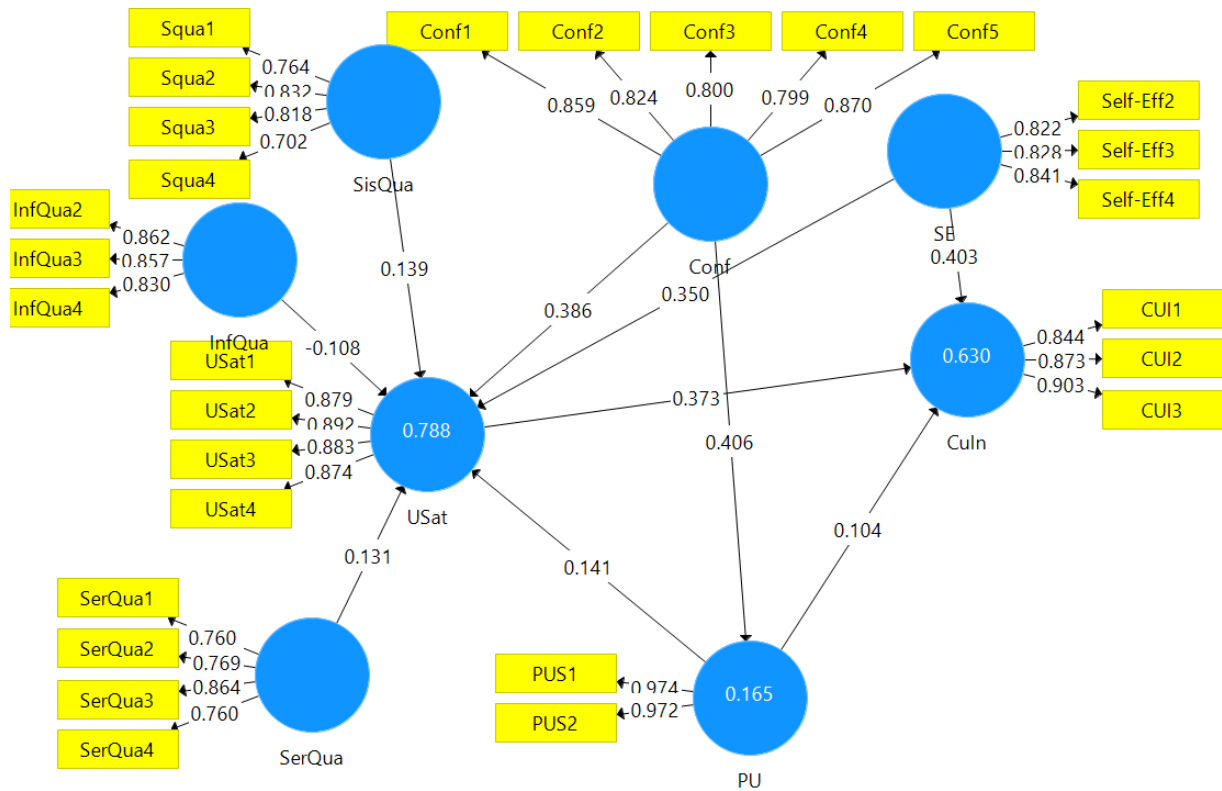 Squa1
Squa2
Squa3
Squa4
0.764
0.832
0.818
0.702
SisQua
Conf1
Conf2
Conf3
Conf4
Conf5
0.859
0.824
0.800
0.799
0.870
Conf
Self-Eff2
Self-Eff3
Self-Eff4
0.822
0.828
0.841
SE
0.403
InfQua2
InfQua3
InfQua4
0.862
0.857
0.830
InfQua
0.139
-0.108
0.386
0.350
USat1
USat2
USat3
USat4
0.879
0.892
0.883
0.874
0.788
USat
0.373
0.406
0.630
CuIn
0.844
0.873
0.903
CUI1
CUI2
CUI3
0.131
0.141
0.104
SerQua1
SerQua2
SerQua3
SerQua4
0.760
0.769
0.864
0.760
SerQua
PUS1
PUS2
0.974
0.972
0.165
PU